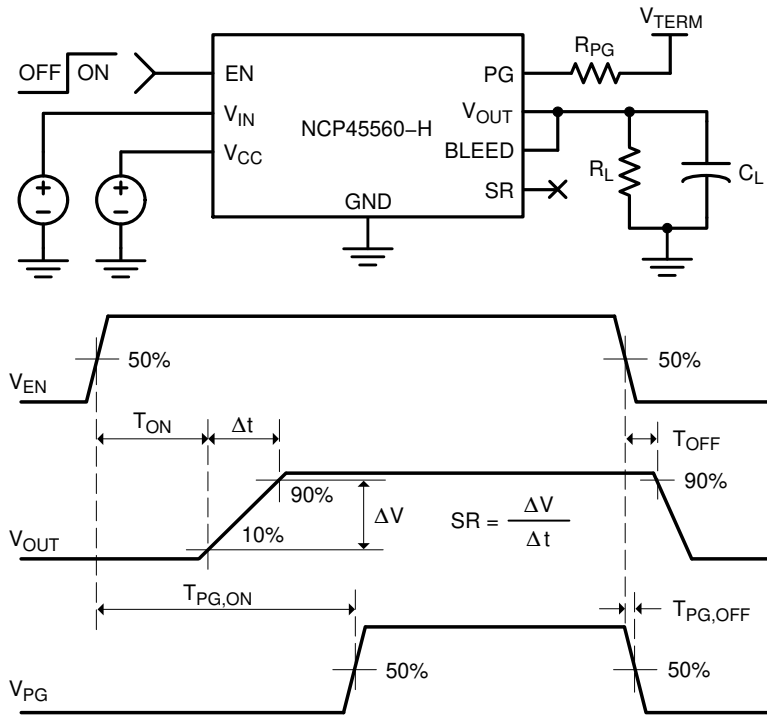 V_TERM
R_PG
OFF ON
EN
PG
V_IN
V_OUT
NCP45560−H
V_CC
BLEED
R_L
C_L
SR
GND
+
−
+
−
50%
50%
V_EN
T_ON
Δt
T_OFF
90%
ΔV
SR = ΔV
Δt
90%
10%
V_OUT
T_PG,ON
T_PG,OFF
50%
50%
V_PG